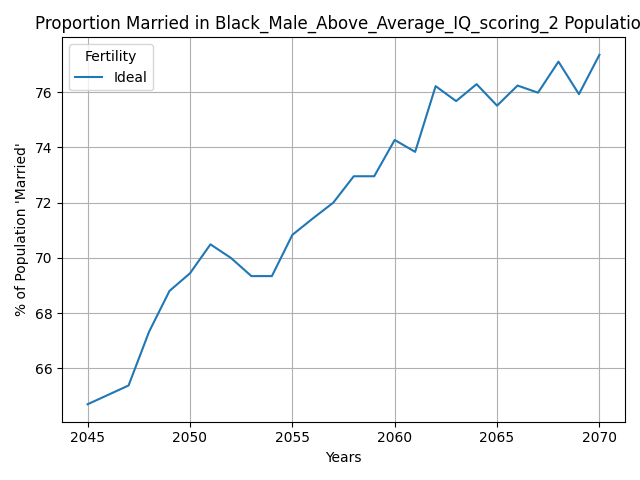 Proportion Married in Black_Male_Above_Average_IQ_scoring_2 Populatio
Fertility
Ideal
% of Population 'Married'
76
74
72
70
68
66
2045 2050 2055 2060 2065 2070
Years